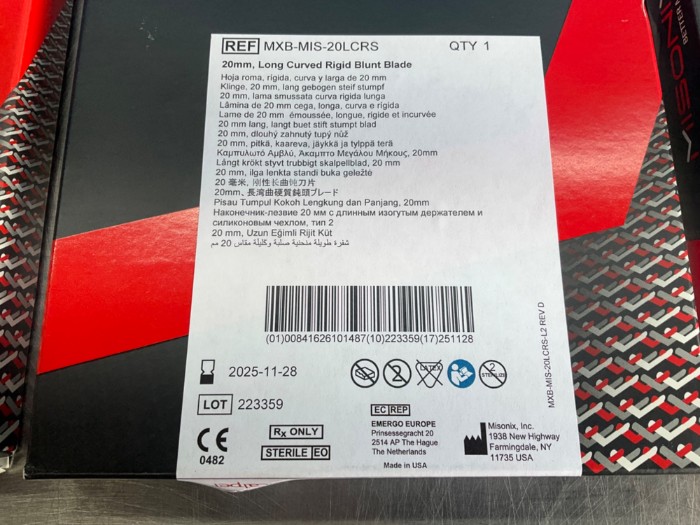 REF MXB-MIS-20LCRS QTY 1
20mm, Long Curved Rigid Blunt Blade
Hoja roma, rígida, curva y larga de 20 mm
Klinge, 20 mm, lang gebogen steif stumpf
20 mm, lama smussata curva rigida lunga
Lâmina de 20 mm cega, longa, curva e rígida
Lame de 20 mm émoussée, longue, rigide et incurvée
20 mm lang, langt buet stift stumpt blad
20 mm, dlouhý zahnutý tupý nůž
20 mm, pitkä, kaareva, jäykkä ja tylppä terä
Καμπυλωτό Αμβλύ, Άκαμπτο Μεγάλου Μήκους, 20mm
Långt krökt styvt trubbigt skalpellblad, 20 mm
20 mm, ilga lenkta standi buka geležtė
20 毫米, 刚性长曲钝刀片
20mm、長湾曲硬質鈍頭ブレード
Pisau Tumpul Kokoh Lengkung dan Panjang, 20mm
Наконечник-лезвие 20 мм с длинным изогутым держателем и
силиконовым чехлом, тип 2
20 mm, Uzun Eğimli Rijit Küt
شفرة طويلة منحنية صلبة وكليلة مقاس 20 مم
(01)00841626101487(10)223359(17)251128
2025-11-28
2
LATEX
2
STERILIZE
LOT 223359
MXB-MIS-20LCRS-L2 REV D
CE
0482
Rx ONLY
STERILE EO
EC REP
EMERGO EUROPE
Prinsessegracht 20
2514 AP The Hague
The Netherlands
Made in USA
Misonix, Inc.
1938 New Highway
Farmingdale, NY
11735 USA
MISONIX